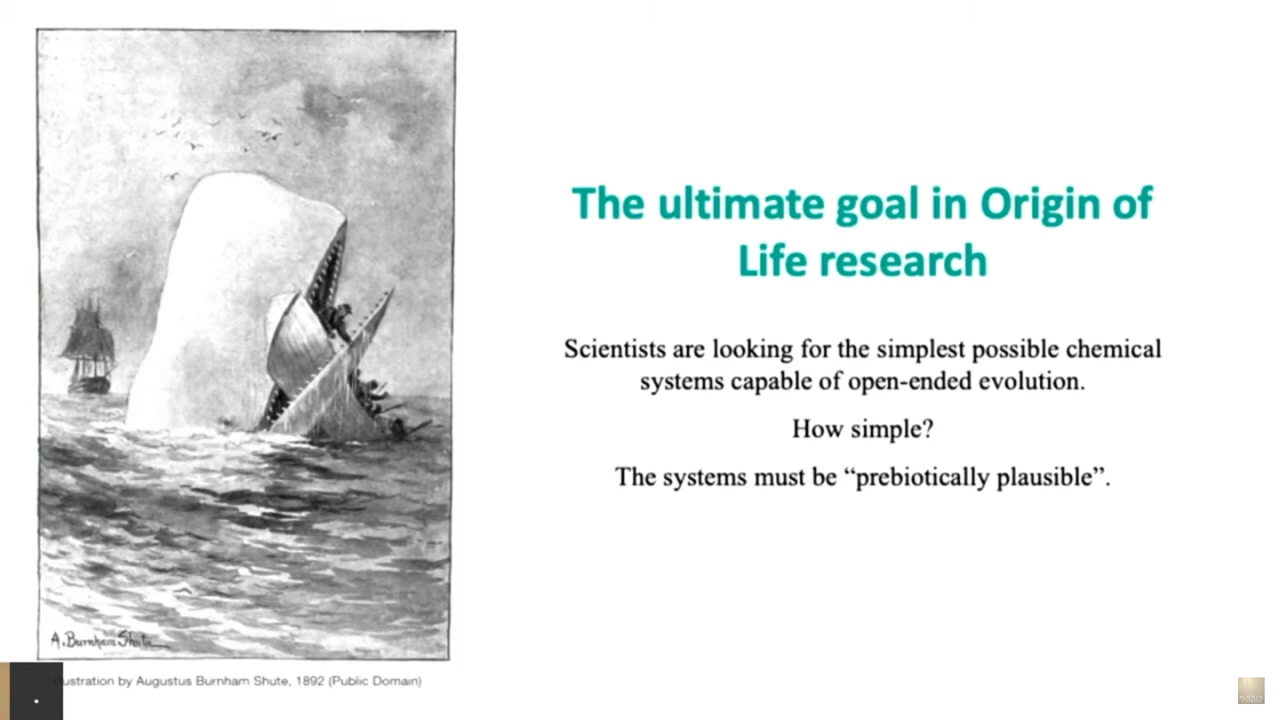 The ultimate goal in Origin of
Life research
Scientists are looking for the simplest possible chemical
systems capable of open-ended evolution.
How simple?
The systems must be “prebiotically plausible”.
A. Burnham Shute
by Augustus Burnham Shute, 1892 (Public Domain)